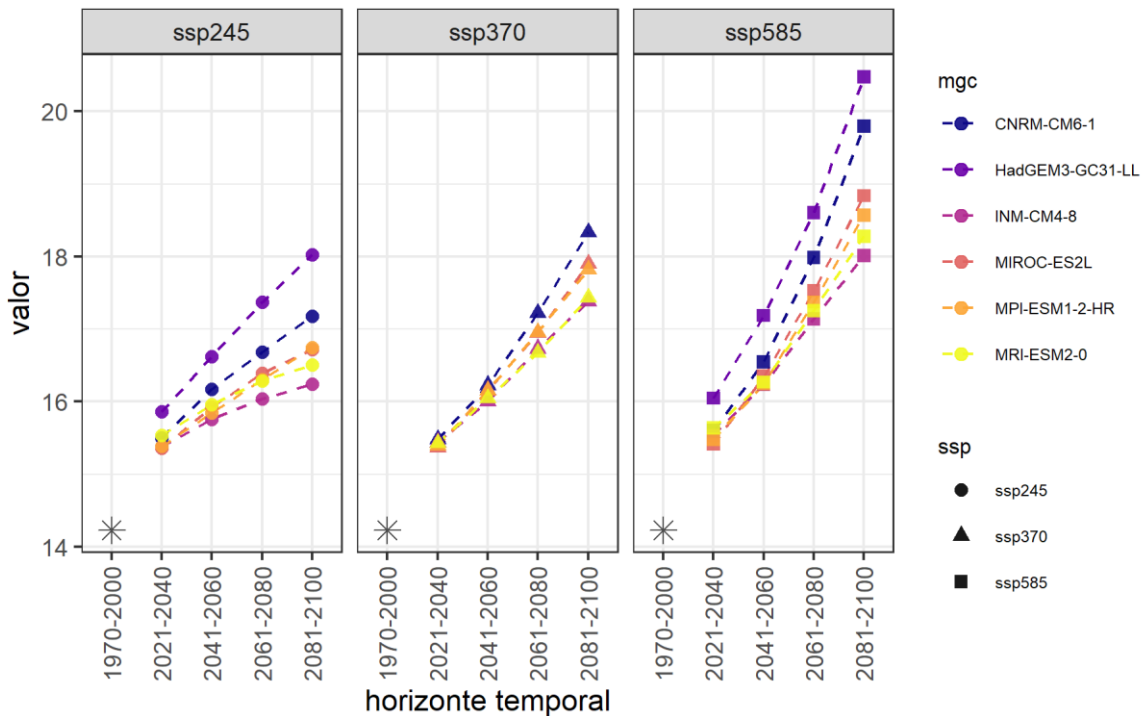 ssp245 ssp370 ssp585
valor
20
18
16
14
1970-2000 2021-2040 2041-2060 2061-2080 2081-2100 1970-2000 2021-2040 2041-2060 2061-2080 2081-2100 1970-2000 2021-2040 2041-2060 2061-2080 2081-2100
horizonte temporal
mgc
CNRM-CM6-1
HadGEM3-GC31-LL
INM-CM4-8
MIROC-ES2L
MPI-ESM1-2-HR
MRI-ESM2-0
ssp
ssp245
ssp370
ssp585